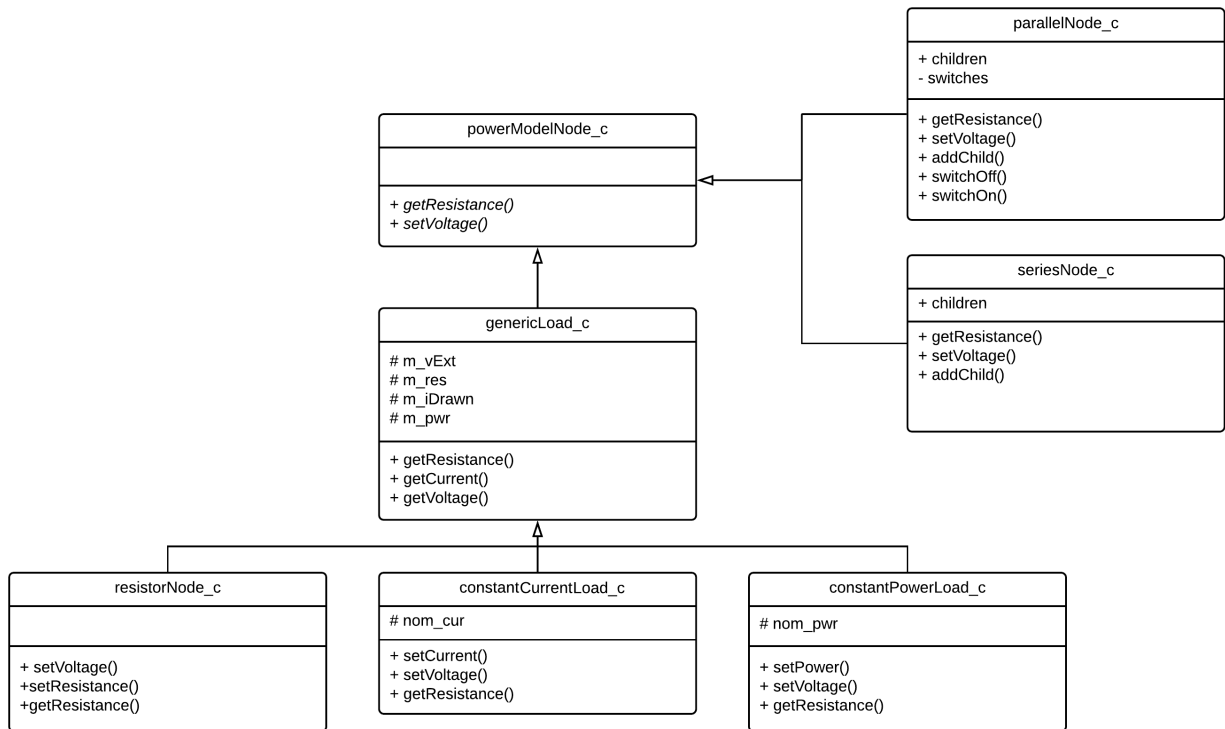 parallelNode_c
+ children
- switches
+ getResistance()
+ setVoltage()
+ addChild()
+ switchOff()
+ switchOn()
powerModelNode_c
+ getResistance()
+ setVoltage()
seriesNode_c
+ children
+ getResistance()
+ setVoltage()
+ addChild()
genericLoad_c
# m_vExt
# m_res
# m_iDrawn
# m_pwr
+ getResistance()
+ getCurrent()
+ getVoltage()
resistorNode_c
+ setVoltage()
+setResistance()
+getResistance()
constantCurrentLoad_c
# nom_cur
+ setCurrent()
+ setVoltage()
+ getResistance()
constantPowerLoad_c
# nom_pwr
+ setPower()
+ setVoltage()
+ getResistance()